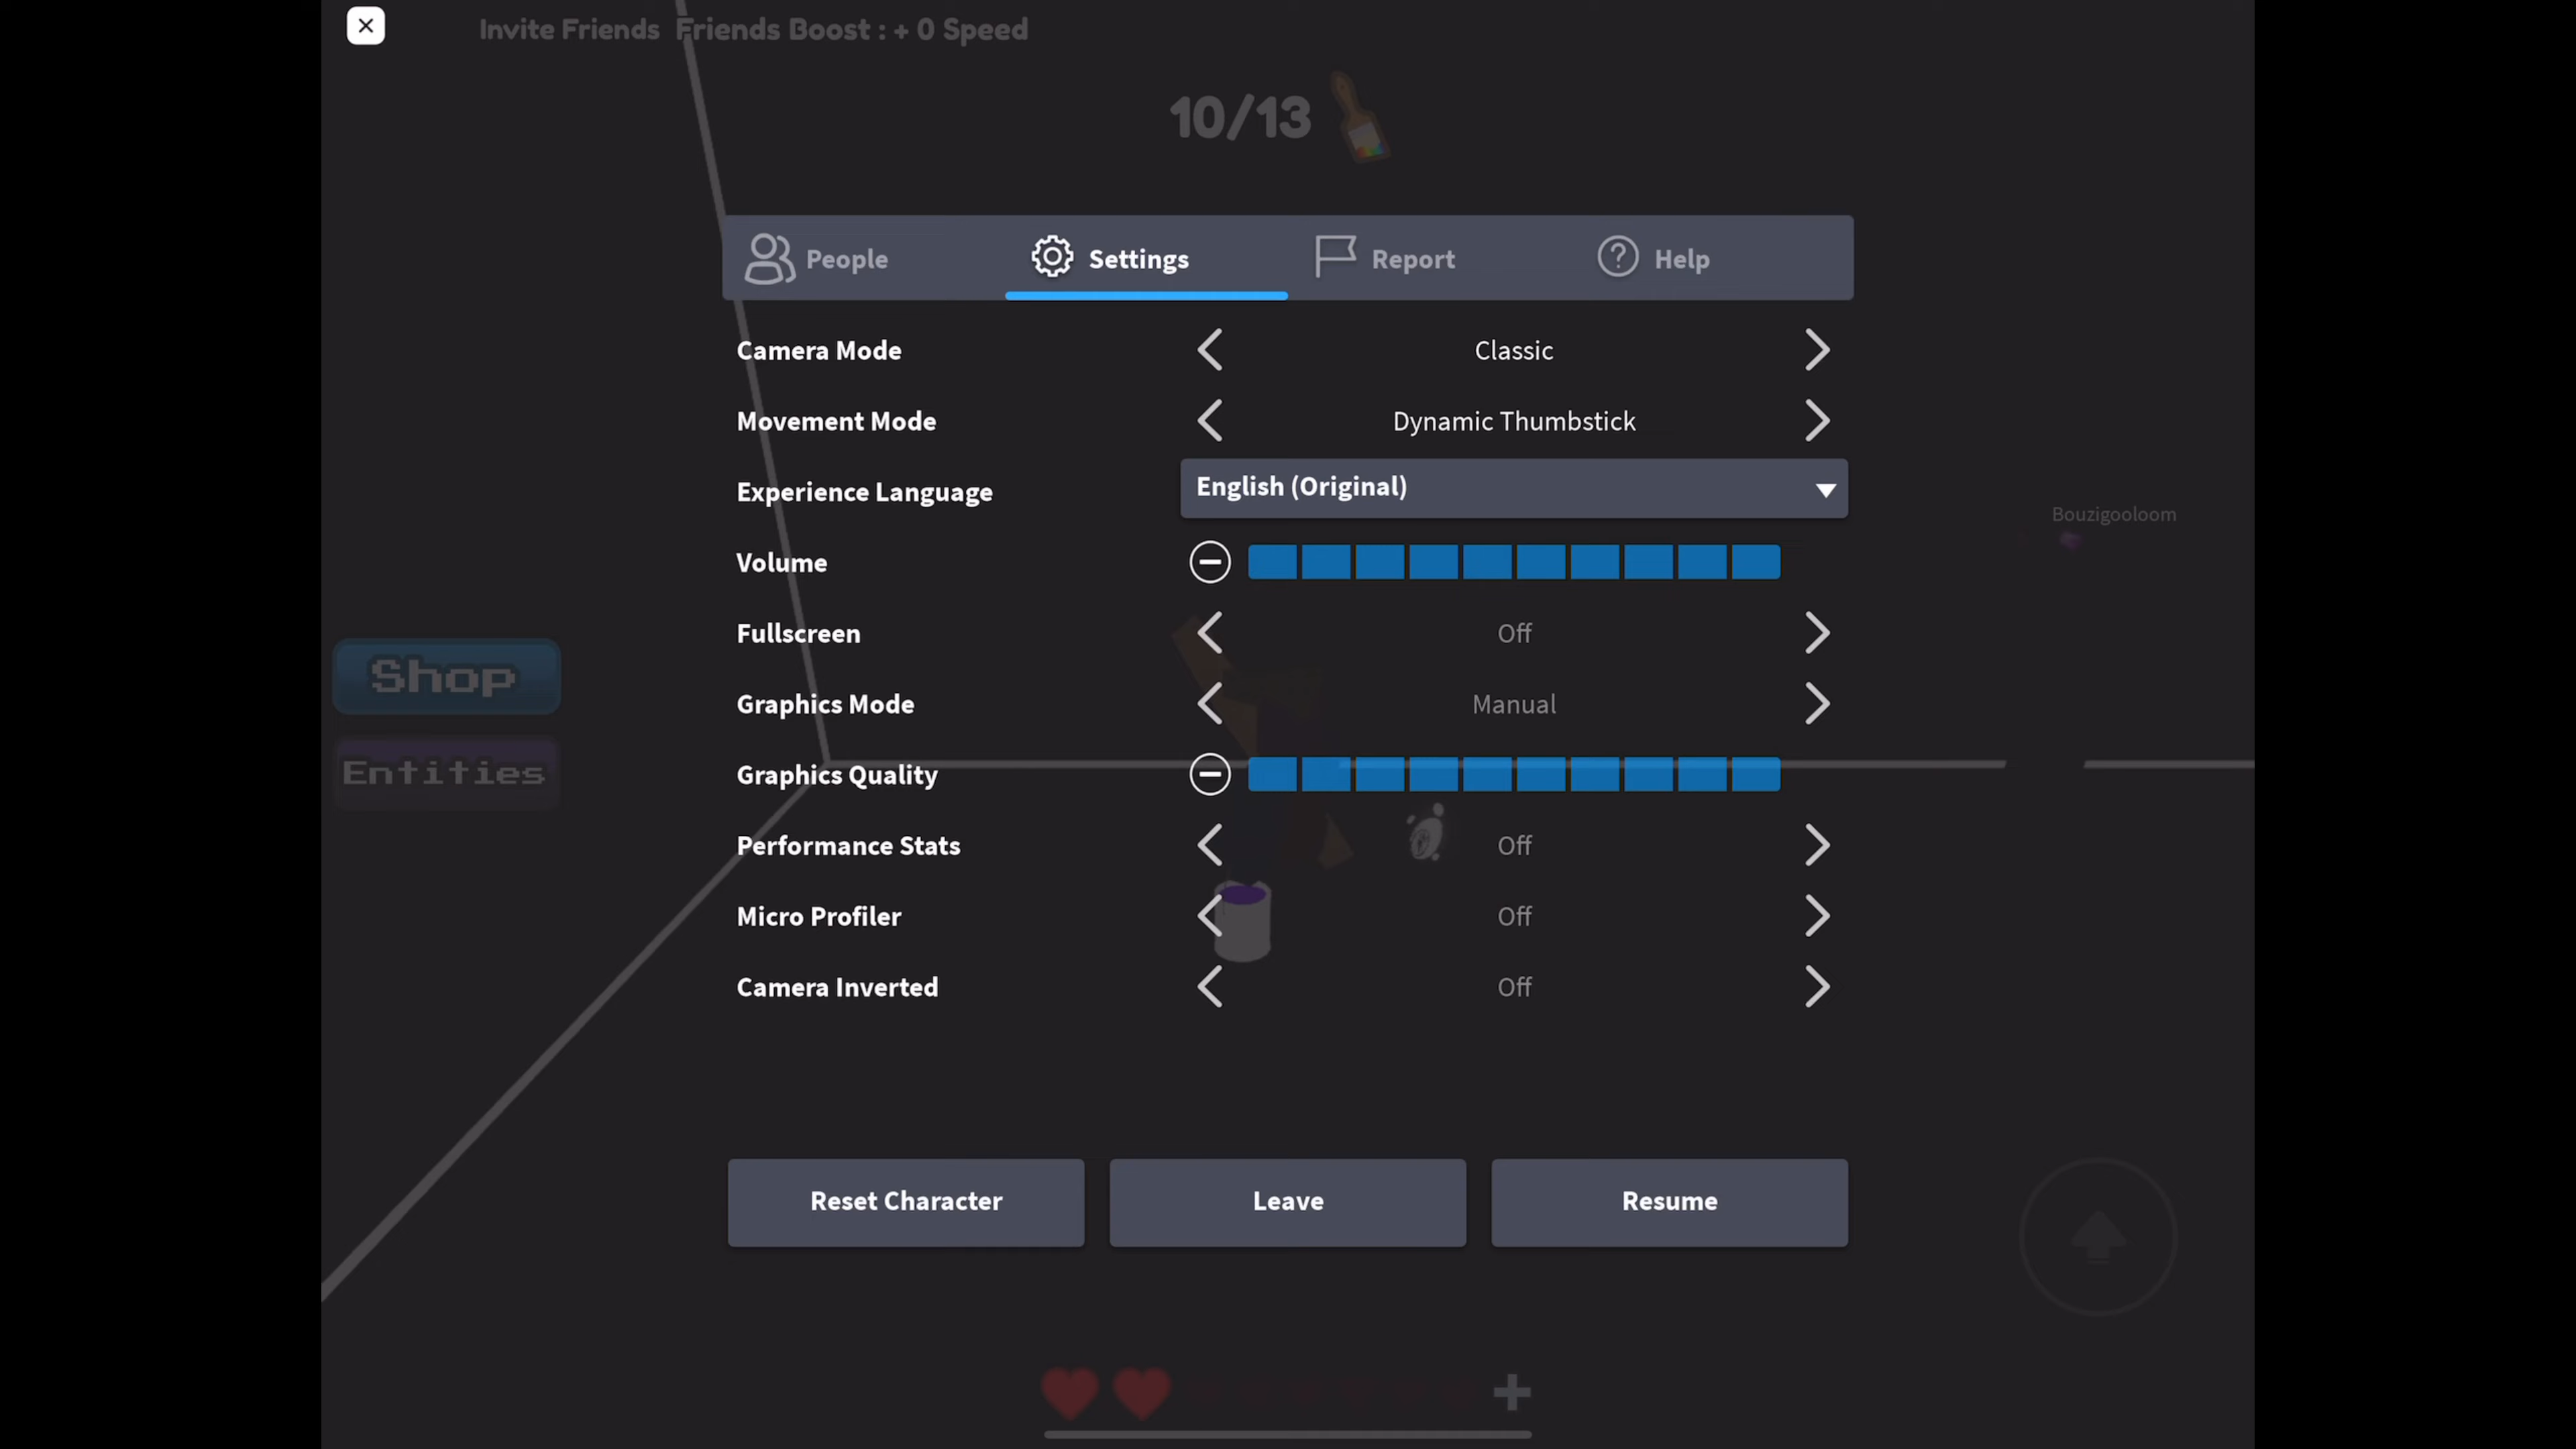 Invite Friends Friends Boost : + 0 Speed
10/13
People Settings Report Help
Camera Mode Classic
Movement Mode Dynamic Thumbstick
Experience Language English (Original)
Bouzigooloom
Volume
Fullscreen Off
Shop
Graphics Mode Manual
Entities
Graphics Quality
Performance Stats Off
Micro Profiler Off
Camera Inverted Off
Reset Character Leave Resume